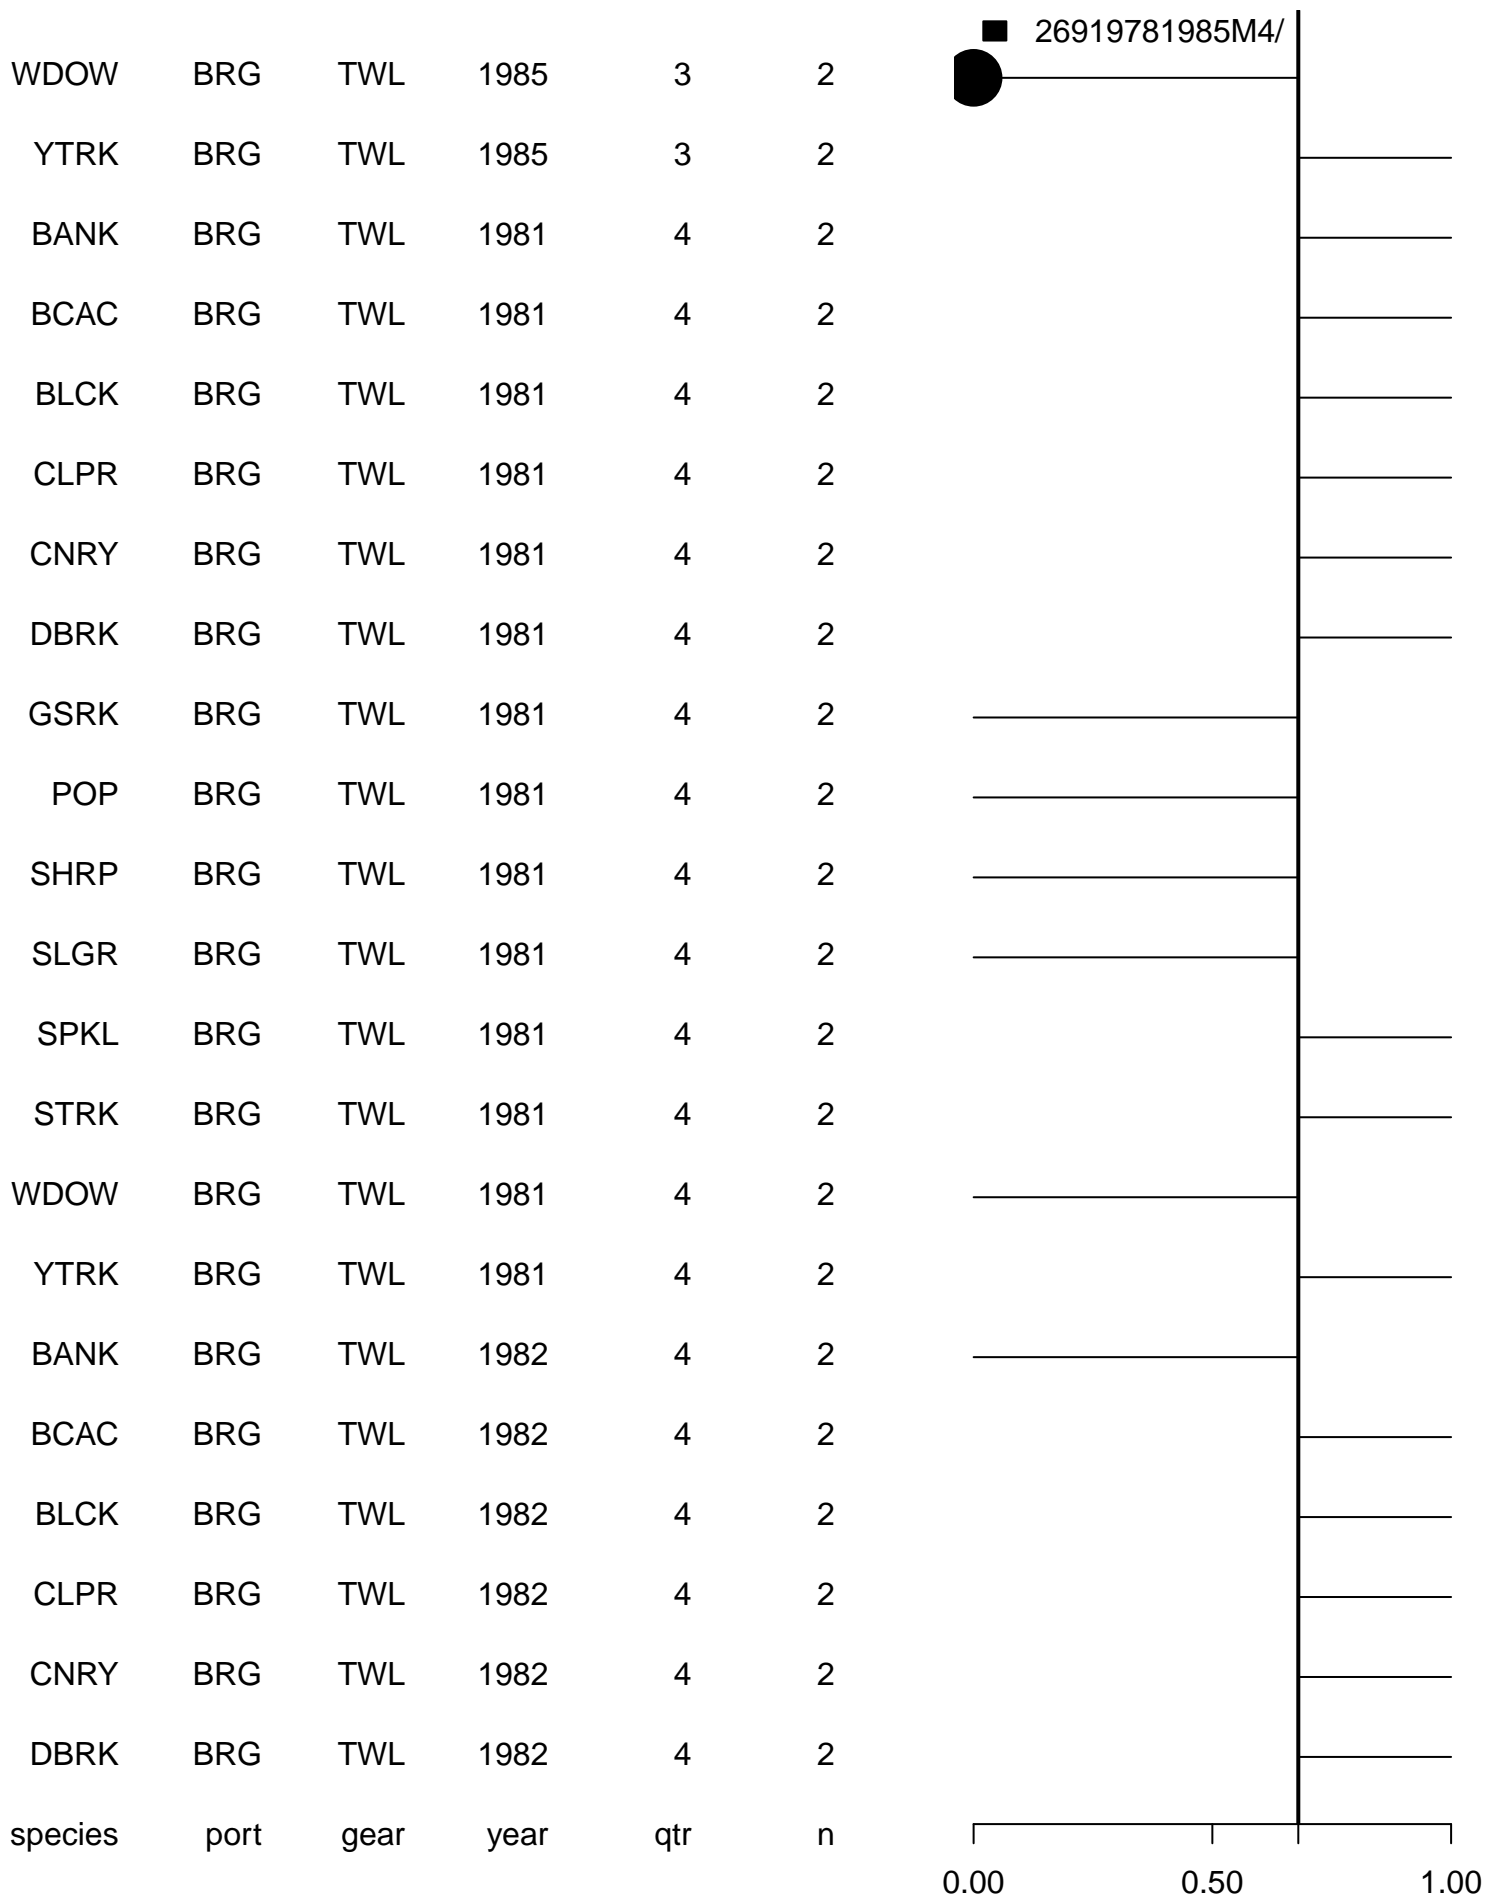 26919781985M4/
WDOW BRG TWL 1985 3 2
YTRK BRG TWL 1985 3 2
BANK BRG TWL 1981 4 2
BCAC BRG TWL 1981 4 2
BLCK BRG TWL 1981 4 2
CLPR BRG TWL 1981 4 2
CNRY BRG TWL 1981 4 2
DBRK BRG TWL 1981 4 2
GSRK BRG TWL 1981 4 2
POP BRG TWL 1981 4 2
SHRP BRG TWL 1981 4 2
SLGR BRG TWL 1981 4 2
SPKL BRG TWL 1981 4 2
STRK BRG TWL 1981 4 2
WDOW BRG TWL 1981 4 2
YTRK BRG TWL 1981 4 2
BANK BRG TWL 1982 4 2
BCAC BRG TWL 1982 4 2
BLCK BRG TWL 1982 4 2
CLPR BRG TWL 1982 4 2
CNRY BRG TWL 1982 4 2
DBRK BRG TWL 1982 4 2
species port gear year qtr n
0.00 0.50 1.00